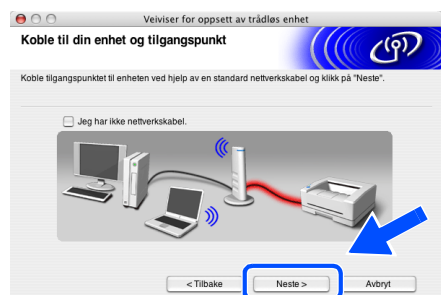 Veiviser for oppsett av trådløs enhet
Koble til din enhet og tilgangspunkt
Koble tilgangspunktet til enheten ved hjelp av en standard nettverkskabel og klikk på "Neste".
Jeg har ikke nettverkskabel.
< Tilbake
Neste >
Avbryt